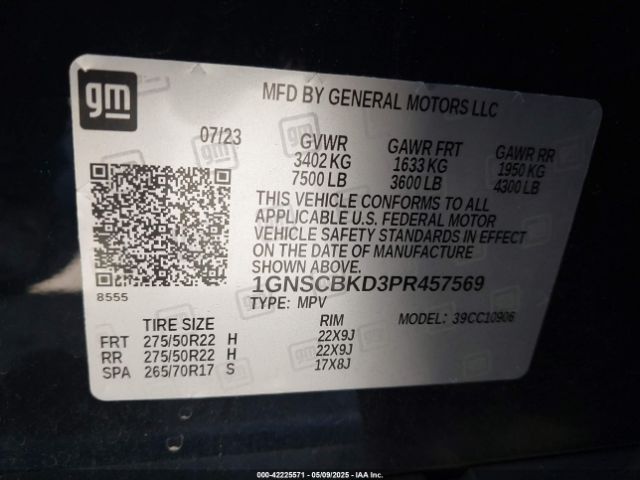 gm
MFD BY GENERAL MOTORS LLC
07/23 GVWR GAWR FRT GAWR RR
3402 KG 1633 KG 1950 KG
7500 LB 3600 LB 4300 LB
THIS VEHICLE CONFORMS TO ALL
APPLICABLE U.S. FEDERAL MOTOR
VEHICLE SAFETY STANDARDS IN EFFECT
ON THE DATE OF MANUFACTURE
SHOWN ABOVE
8555
1GNSCBKD3PR457569
TYPE: MPV MODEL: 39CC10906
TIRE SIZE RIM
FRT 275/50R22 H 22X9J
RR 275/50R22 H 22X9J
SPA 265/70R17 S 17X8J
000-42225571 | 05/09/2025 | IAA Inc.